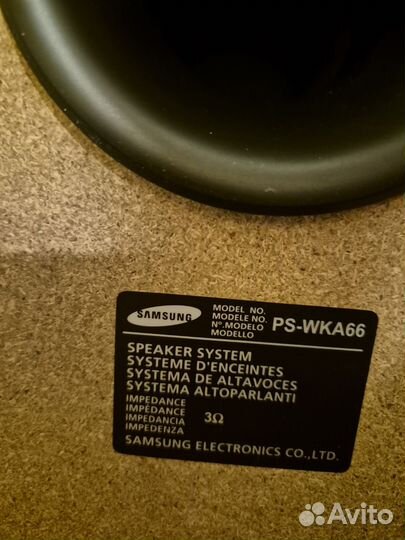 SAMSUNG
MODEL NO.
MODELE NO.
Nº.MODELO
MODELLO
PS-WKA66
SPEAKER SYSTEM
SYSTEME D'ENCEINTES
SYSTEMA DE ALTAVOCES
SYSTEMA ALTOPARLANTI
IMPEDANCE
IMPÉDANCE
IMPEDANCIA
IMPEDENZA
3Ω
SAMSUNG ELECTRONICS CO.,LTD.
Avito